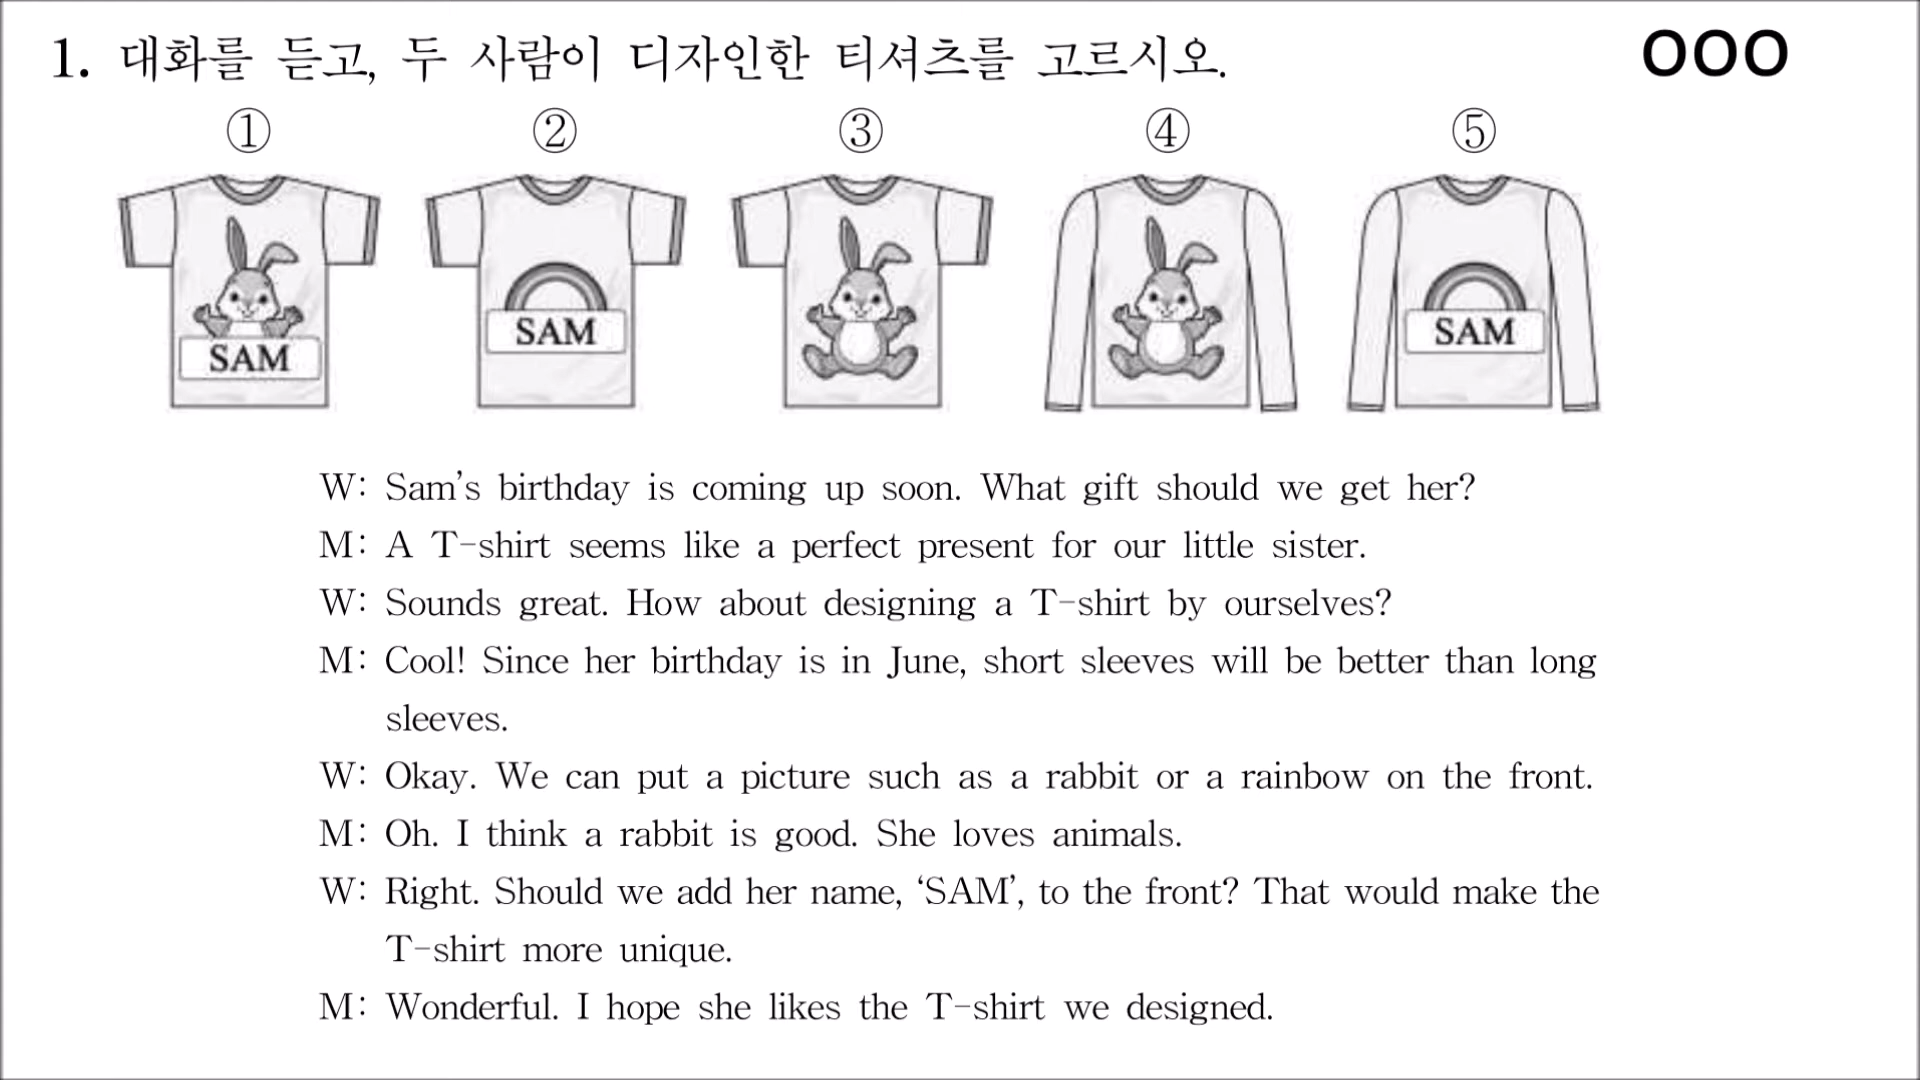 1. 대화를 듣고, 두 사람이 디자인한 티셔츠를 고르시오.
OOO
① ② ③ ④ ⑤
SAM SAM SAM
W: Sam’s birthday is coming up soon. What gift should we get her?
M: A T-shirt seems like a perfect present for our little sister.
W: Sounds great. How about designing a T-shirt by ourselves?
M: Cool! Since her birthday is in June, short sleeves will be better than long
sleeves.
W: Okay. We can put a picture such as a rabbit or a rainbow on the front.
M: Oh. I think a rabbit is good. She loves animals.
W: Right. Should we add her name, ‘SAM’, to the front? That would make the
T-shirt more unique.
M: Wonderful. I hope she likes the T-shirt we designed.